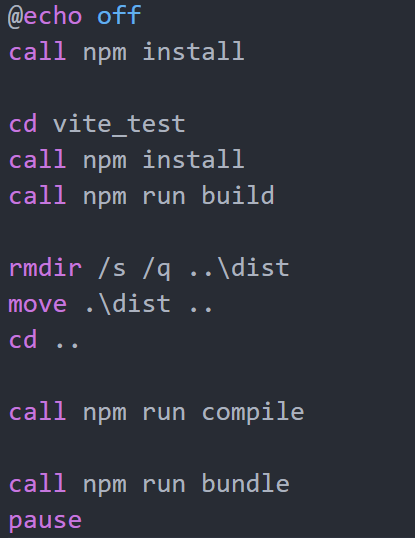 @echo off
call npm install
cd vite_test
call npm install
call npm run build
rmdir /s /q ..\dist
move .\dist ..
cd ..
call npm run compile
call npm run bundle
pause